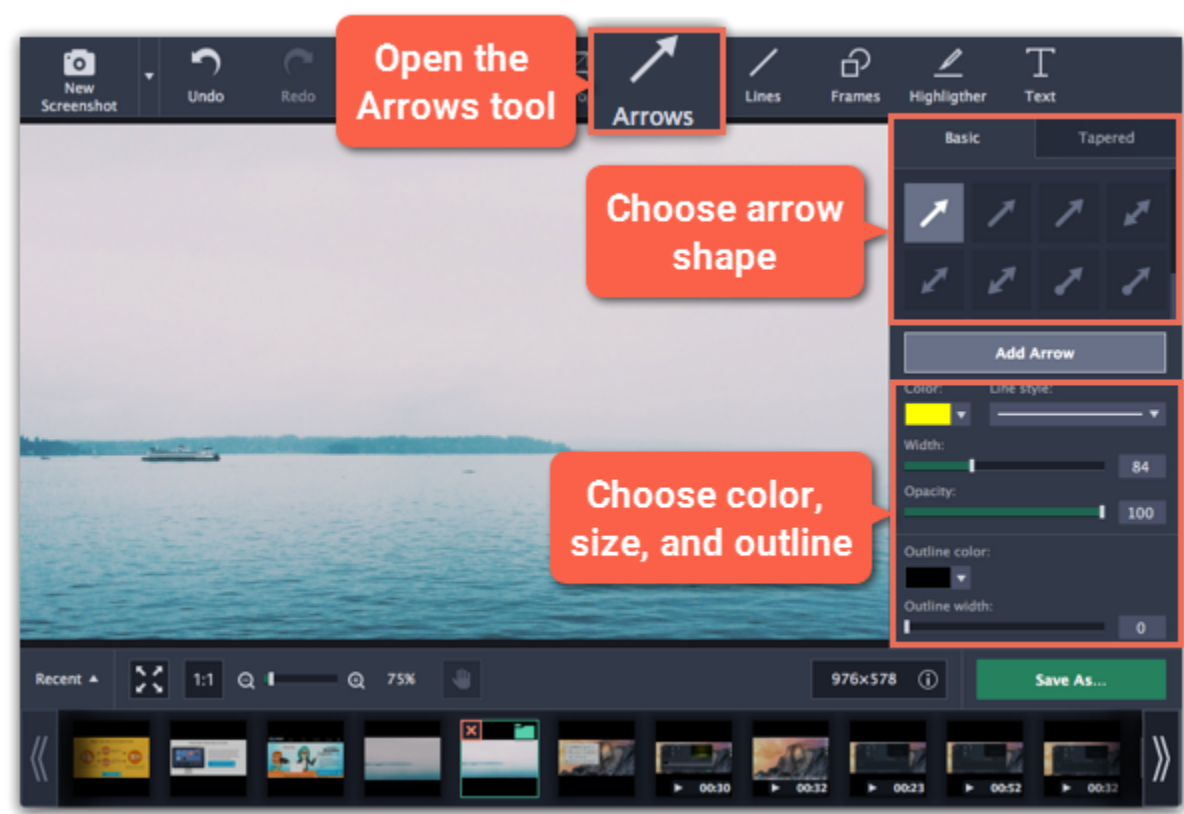 New
Screenshot
Undo
Redo
Open the
Arrows tool
Arrows
Lines
Frames
Highligther
Text
Basic
Tapered
Choose arrow
shape
Add Arrow
Color:
Line style:
Width:
84
Opacity:
100
Choose color,
size, and outline
Outline color:
Outline width:
0
Recent
1:1
75%
976×578
Save As...
00:30
00:32
00:23
00:52
00:32